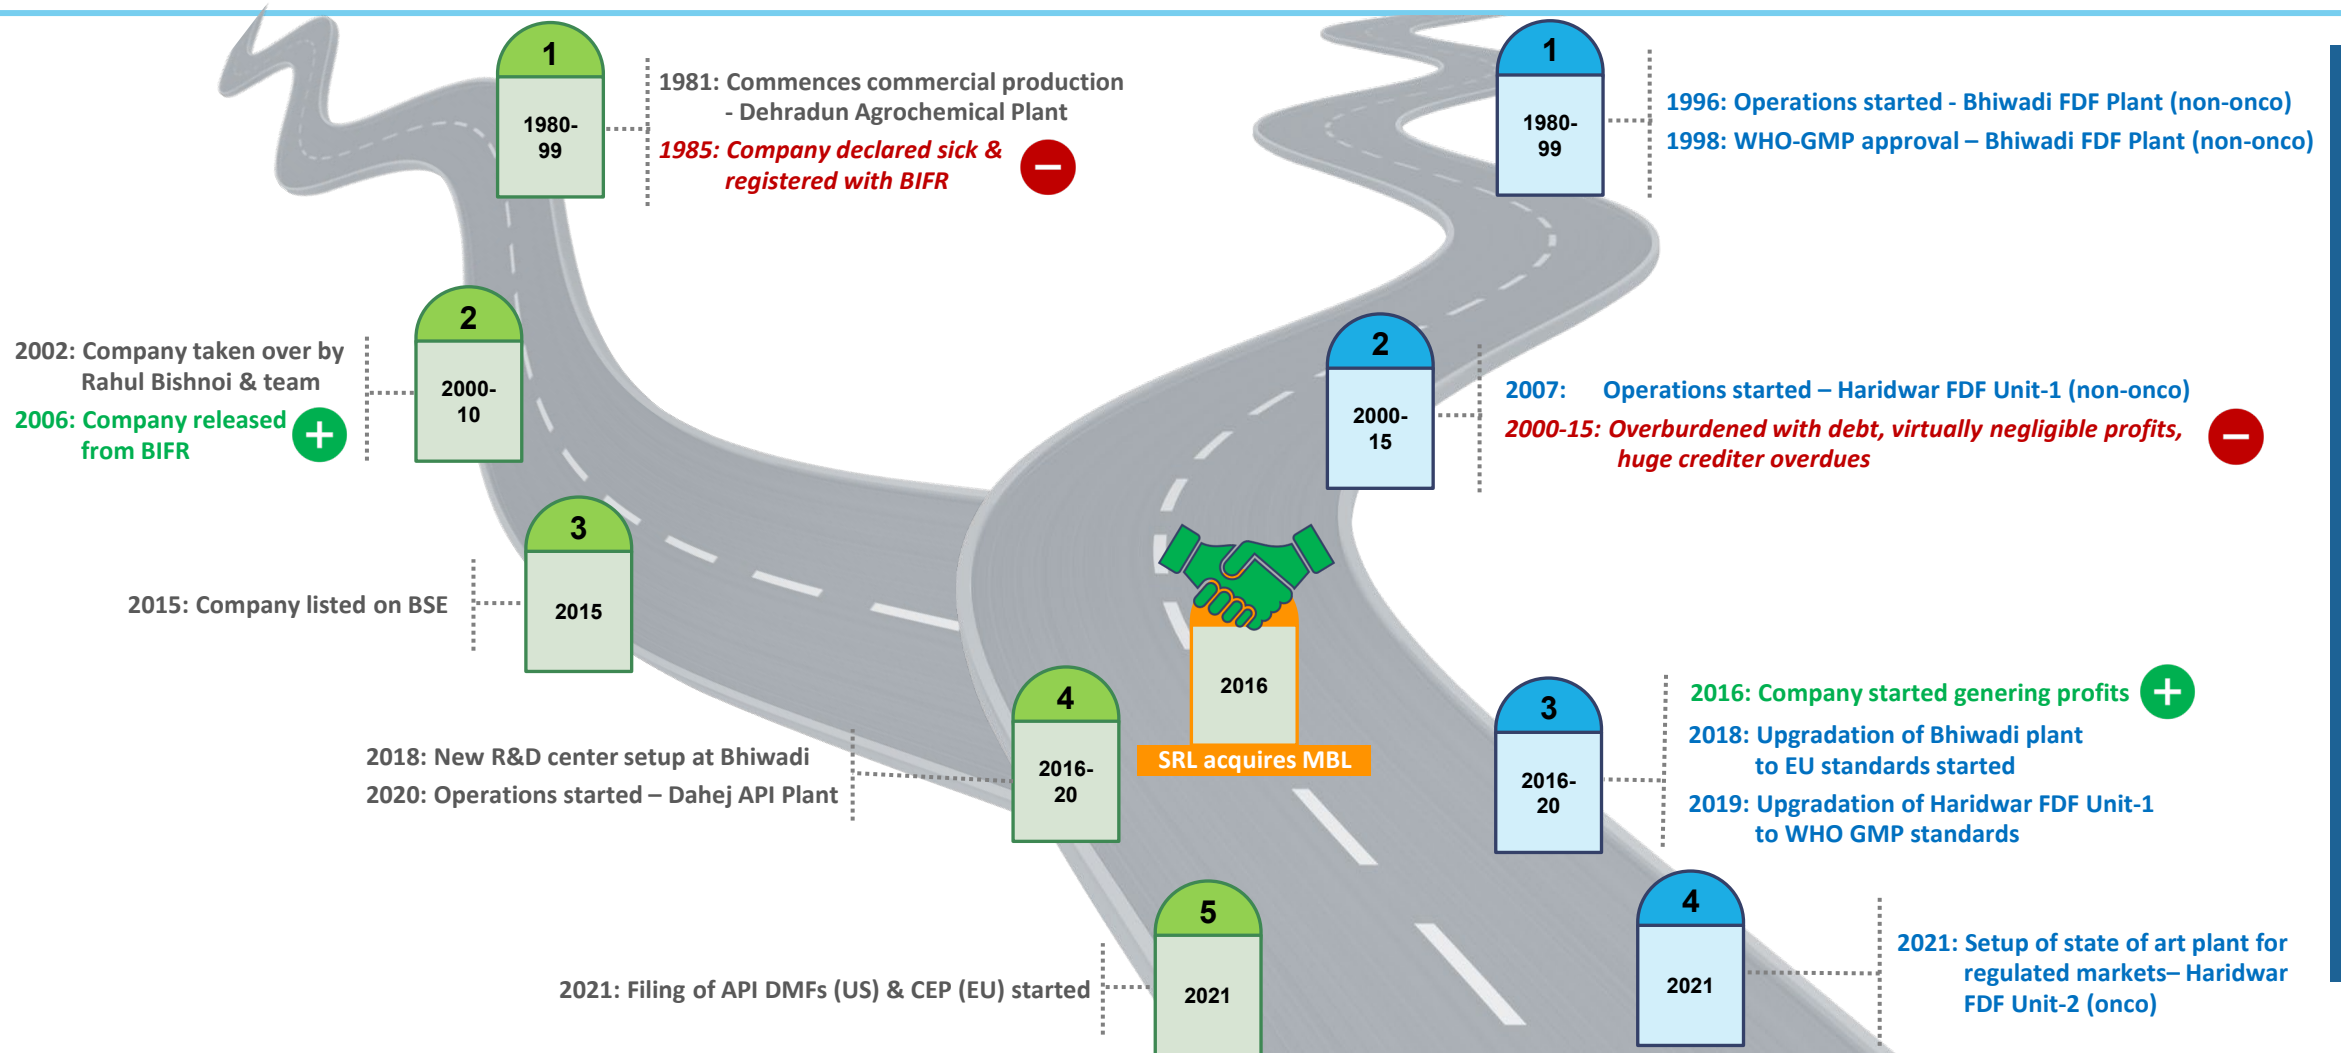 1
1980-
99
1981: Commences commercial production
- Dehradun Agrochemical Plant
1985: Company declared sick &
registered with BIFR
2
2000-
10
2002: Company taken over by
Rahul Bishnoi & team
2006: Company released
from BIFR
3
2015
2015: Company listed on BSE
4
2016-
20
2018: New R&D center setup at Bhiwadi
2020: Operations started – Dahej API Plant
5
2021
2021: Filing of API DMFs (US) & CEP (EU) started
2016
SRL acquires MBL
1
1980-
99
1996: Operations started - Bhiwadi FDF Plant (non-onco)
1998: WHO-GMP approval – Bhiwadi FDF Plant (non-onco)
2
2000-
15
2007: Operations started – Haridwar FDF Unit-1 (non-onco)
2000-15: Overburdened with debt, virtually negligible profits,
huge crediter overdues
3
2016-
20
2016: Company started genering profits
2018: Upgradation of Bhiwadi plant
to EU standards started
2019: Upgradation of Haridwar FDF Unit-1
to WHO GMP standards
4
2021
2021: Setup of state of art plant for
regulated markets– Haridwar
FDF Unit-2 (onco)